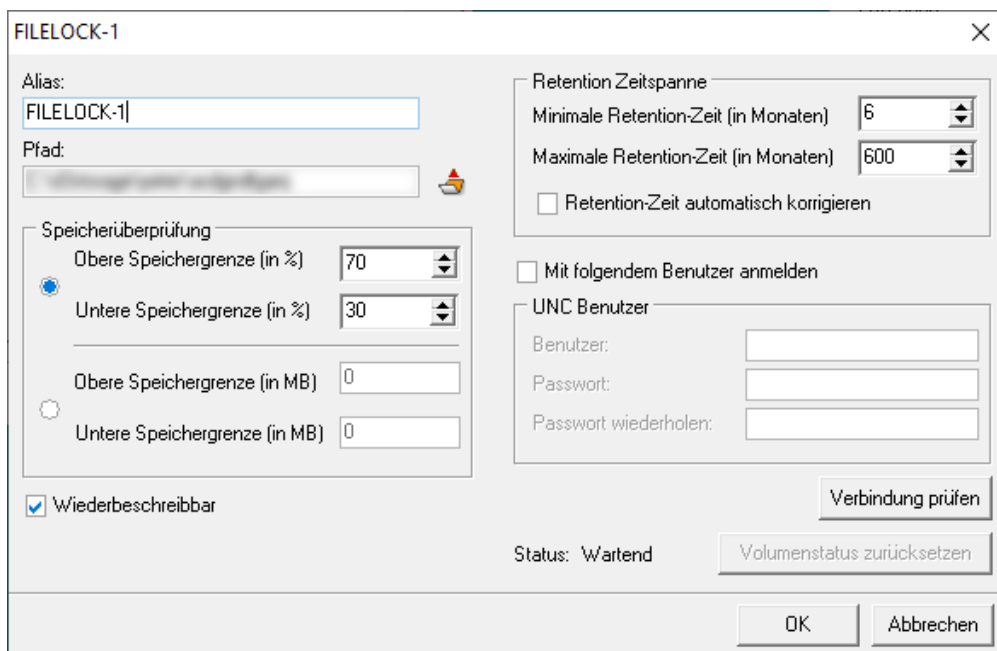 FILELOCK-1
Alias:
FILELOCK-1
Pfad:
Speicherüberprüfung
Obere Speichergrenze (in %) 70
Untere Speichergrenze (in %) 30
Obere Speichergrenze (in MB) 0
Untere Speichergrenze (in MB) 0
Wiederbeschreibbar
Retention Zeitspanne
Minimale Retention-Zeit (in Monaten) 6
Maximale Retention-Zeit (in Monaten) 600
Retention-Zeit automatisch korrigieren
Mit folgendem Benutzer anmelden
UNC Benutzer
Benutzer:
Passwort:
Passwort wiederholen:
Verbindung prüfen
Status: Wartend
Volumenstatus zurücksetzen
OK
Abbrechen